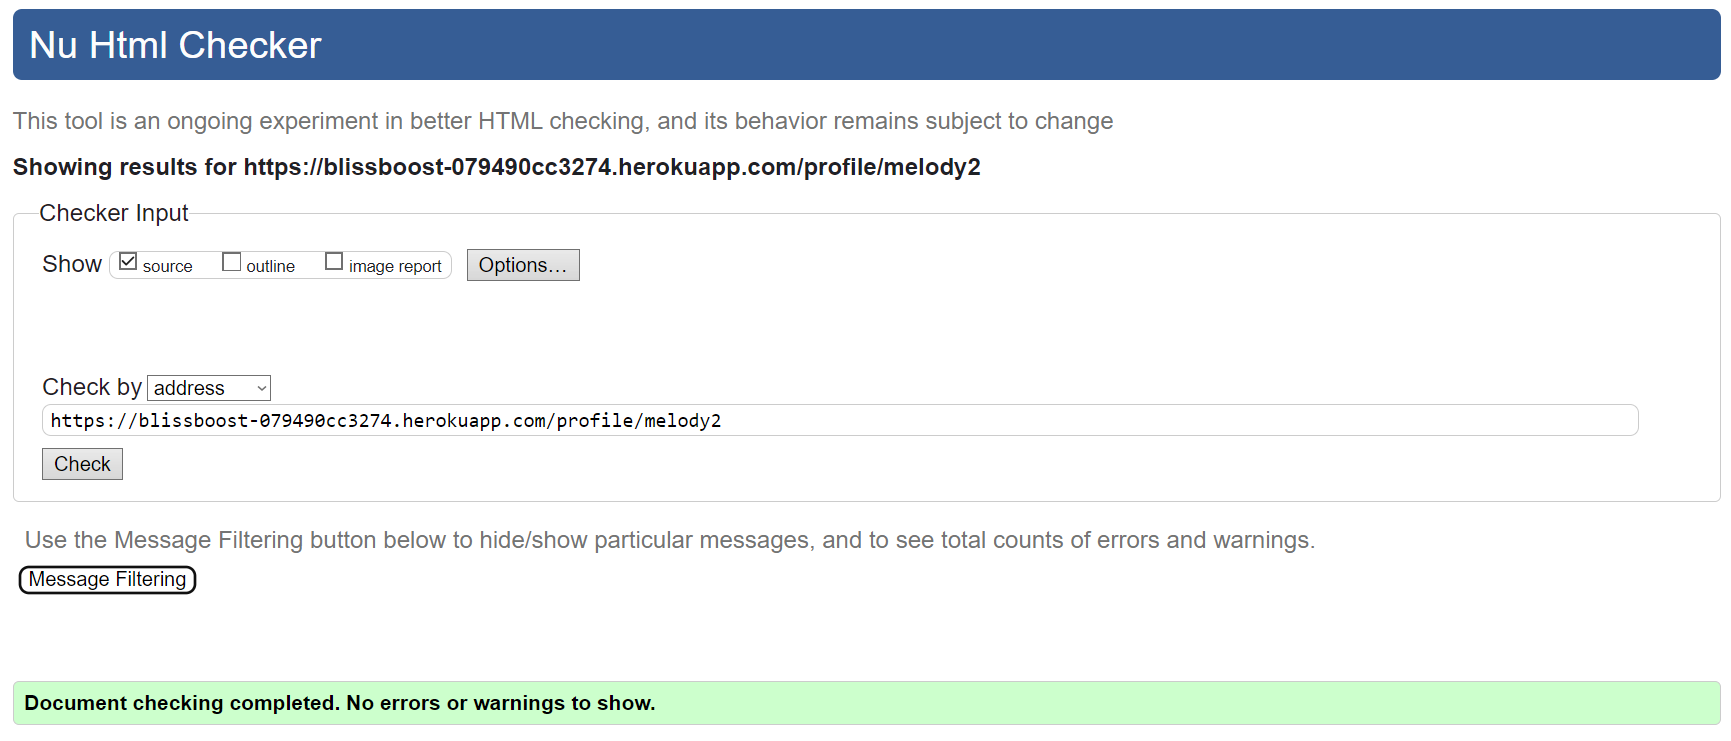 Nu Html Checker
This tool is an ongoing experiment in better HTML checking, and its behavior remains subject to change
Showing results for https://blissboost-079490cc3274.herokuapp.com/profile/melody2
Checker Input
Show source outline image report Options...
Check by address
https://blissboost-079490cc3274.herokuapp.com/profile/melody2
Check
Use the Message Filtering button below to hide/show particular messages, and to see total counts of errors and warnings.
Message Filtering
Document checking completed. No errors or warnings to show.